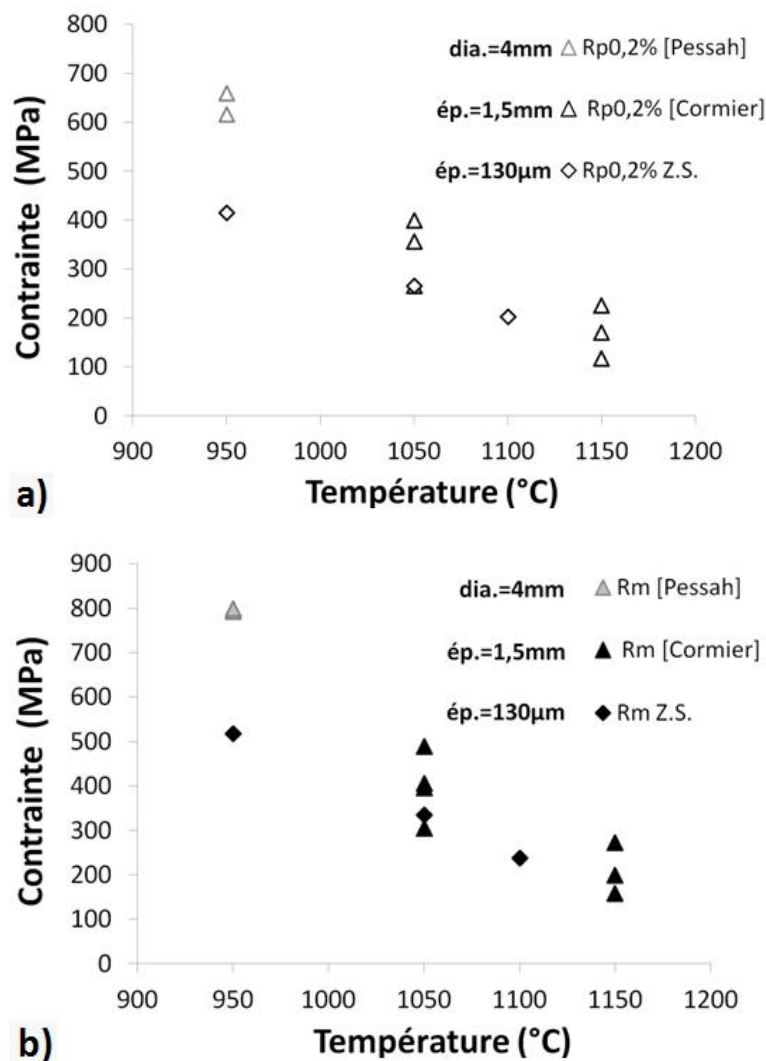 800
700
600
500
400
300
200
100
0
Contrainte (MPa)
dia.=4mm △ Rp0,2% [Pessah]
ép.=1,5mm △ Rp0,2% [Cormier]
ép.=130µm ◇ Rp0,2% Z.S.
900 950 1000 1050 1100 1150 1200
Température (°C)
a)
900
800
700
600
500
400
300
200
100
0
Contrainte (MPa)
dia.=4mm ▲ Rm [Pessah]
ép.=1,5mm ▲ Rm [Cormier]
ép.=130µm ◆ Rm Z.S.
900 950 1000 1050 1100 1150 1200
Température (°C)
b)